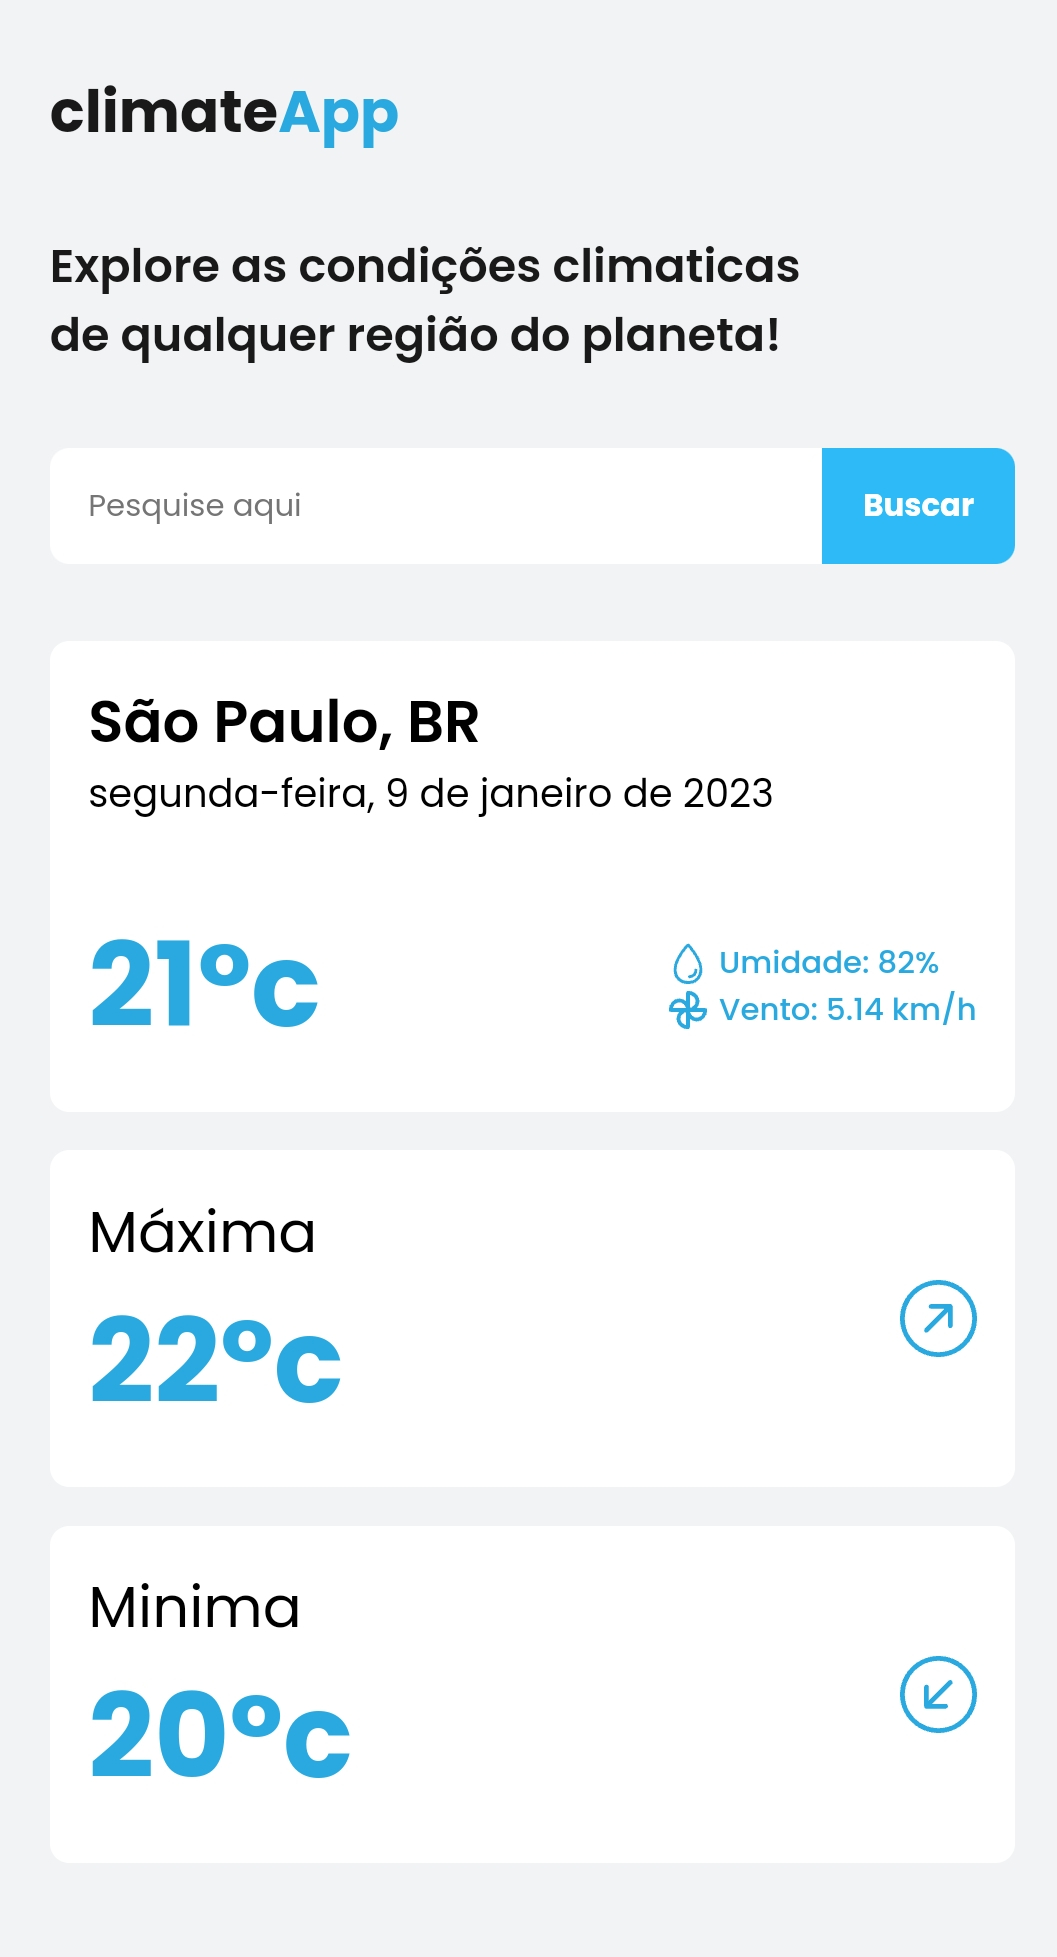 climateApp
Explore as condições climaticas
de qualquer região do planeta!
Pesquise aqui
Buscar
São Paulo, BR
segunda-feira, 9 de janeiro de 2023
21°c
Umidade: 82%
Vento: 5.14 km/h
Máxima
22°c
Minima
20°c